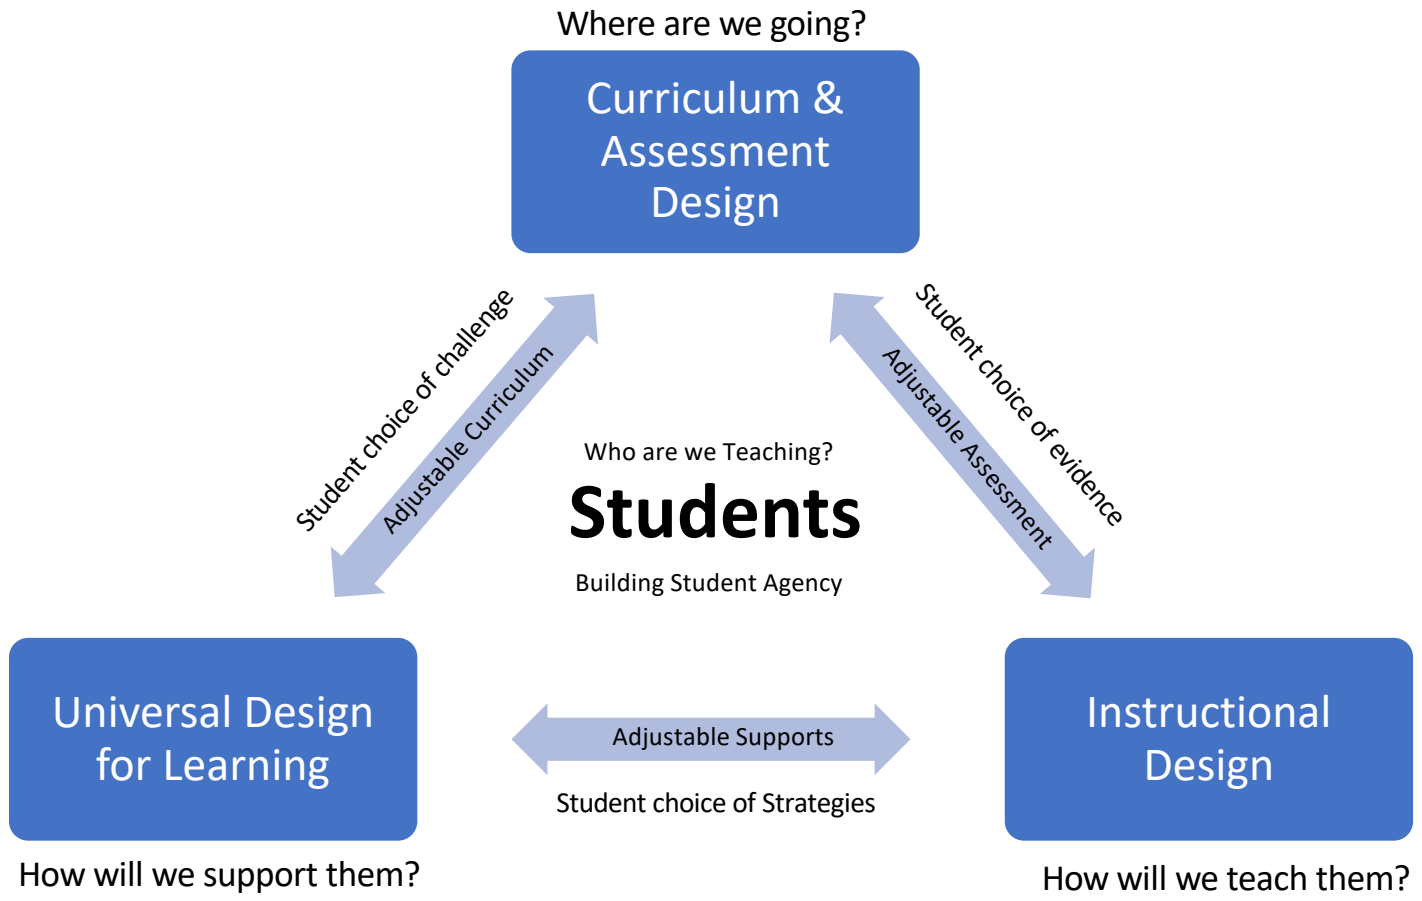 Where are we going?
Curriculum &
Assessment
Design
Student choice of challenge
Adjustable Curriculum
Adjustable Assessment
Student choice of evidence
Who are we Teaching?
Students
Building Student Agency
Universal Design
for Learning
Adjustable Supports
Student choice of Strategies
Instructional
Design
How will we support them?
How will we teach them?